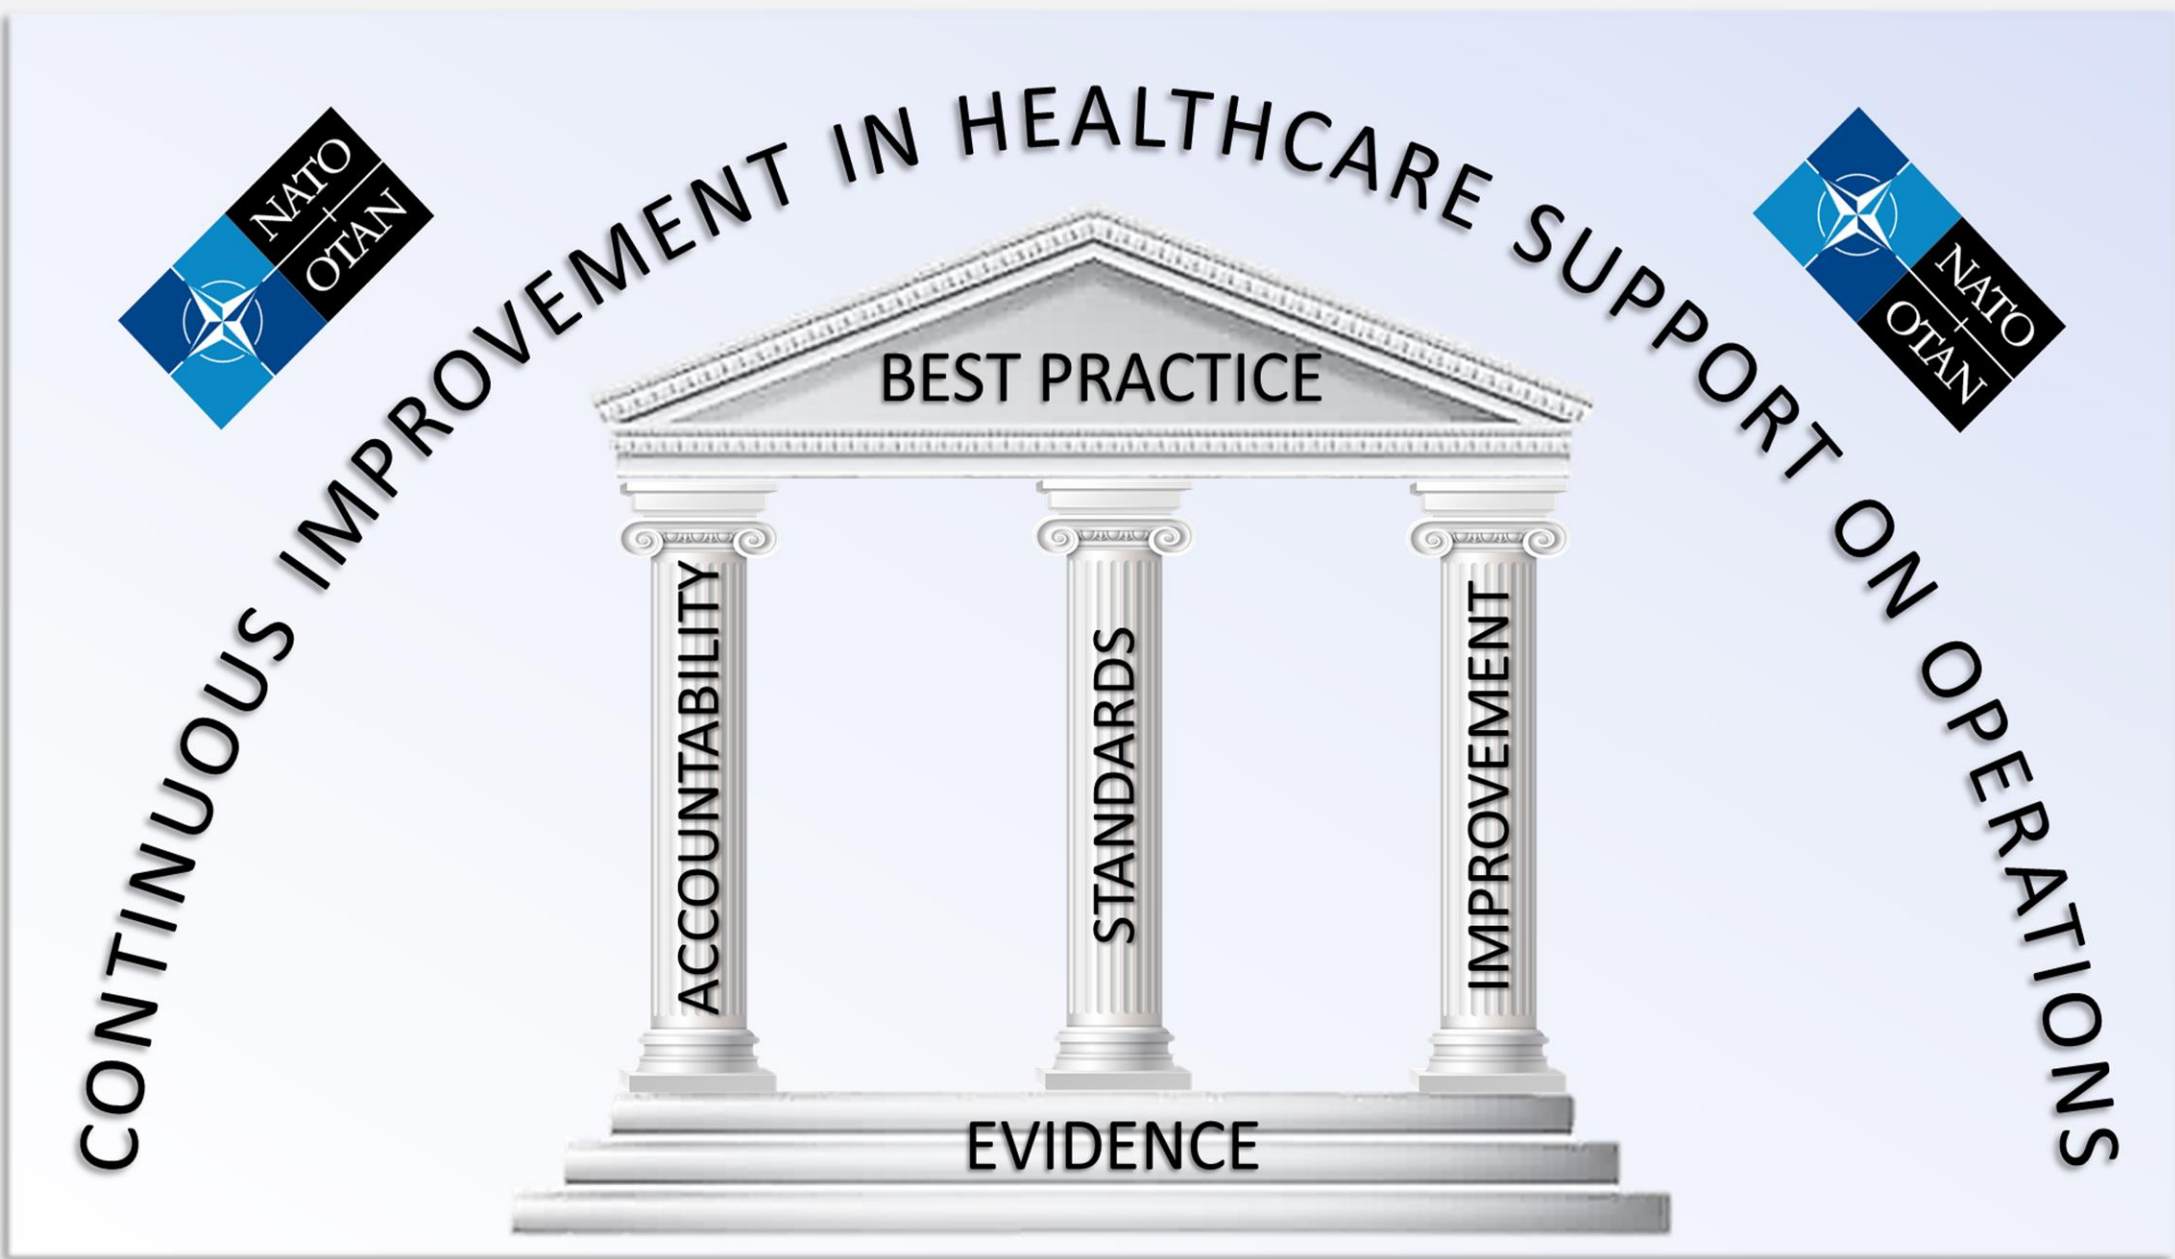 CONTINUOUS IMPROVEMENT IN HEALTHCARE SUPPORT ON OPERATIONS
NATO
OTAN
NATO
OTAN
BEST PRACTICE
ACCOUNTABILITY
STANDARDS
IMPROVEMENT
EVIDENCE